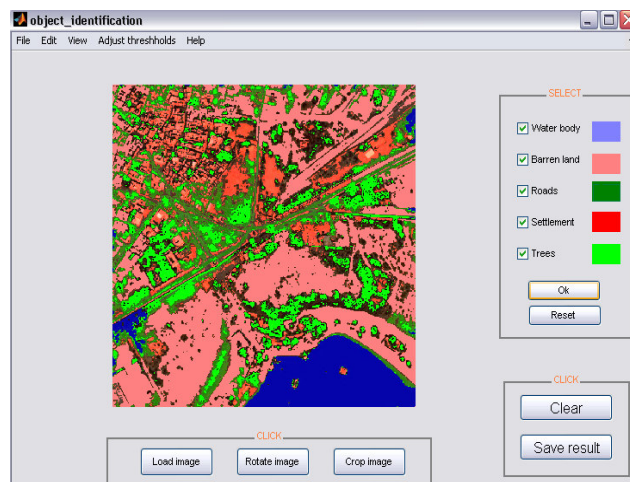 object_identification
File Edit View Adjust threshholds Help
SELECT
Water body
Barren land
Roads
Settlement
Trees
Ok
Reset
CLICK
Clear
Save result
CLICK
Load image Rotate image Crop image